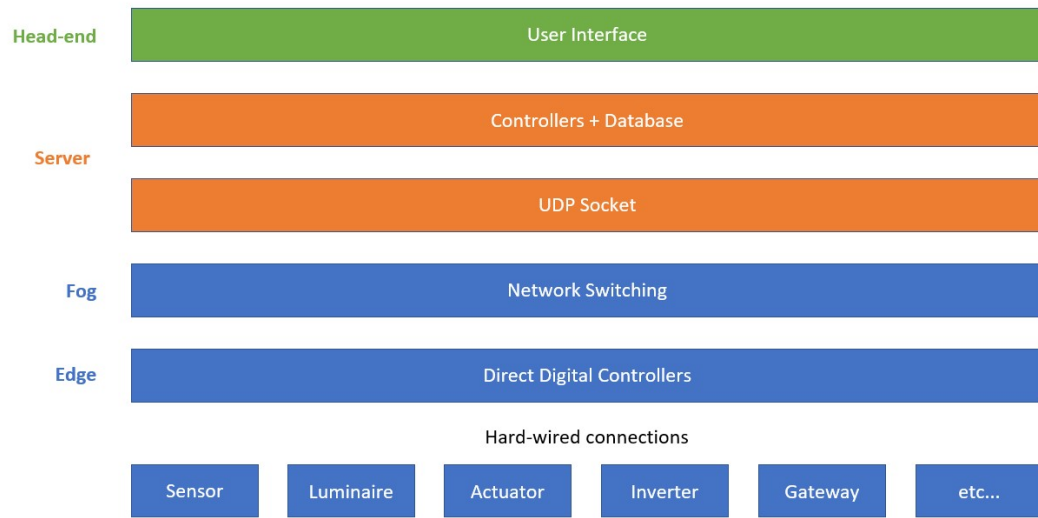 Head-end
User Interface
Controllers + Database
Server
UDP Socket
Fog
Network Switching
Edge
Direct Digital Controllers
Hard-wired connections
Sensor
Luminaire
Actuator
Inverter
Gateway
etc...